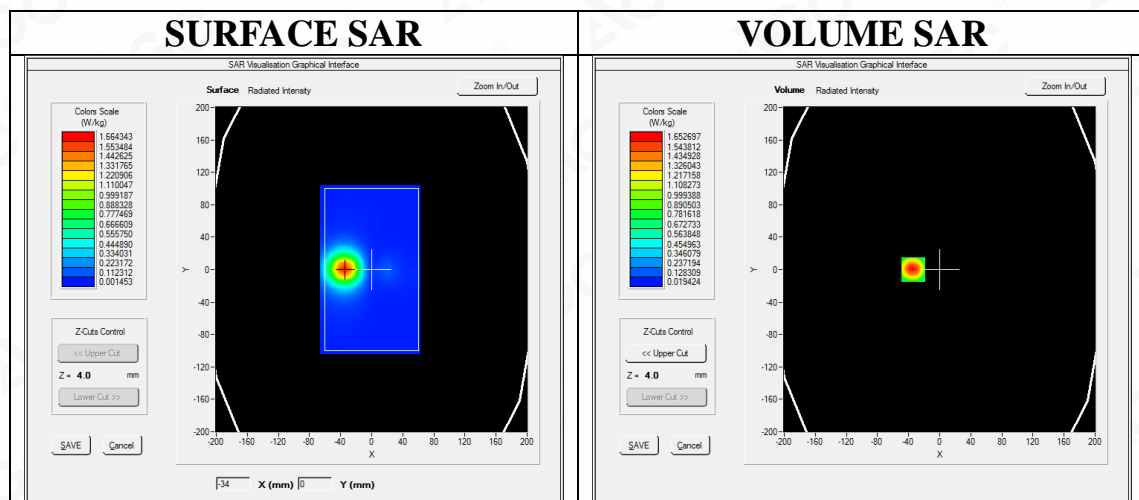 SURFACE SAR
VOLUME SAR
SAR Visualisation Graphical Interface
Surface Radiated Intensity
Zoom In/Out
Colors Scale
(W/kg)
1.664343
1.553484
1.442625
1.331765
1.220906
1.110047
0.999187
0.888328
0.777469
0.666609
0.555750
0.444890
0.334031
0.223172
0.112312
0.001453
200
160
120
80
40
0
-40
-80
-120
-160
-200
Y
-200 -160 -120 -80 -40 0 40 80 120 160 200
X
Z-Cuts Control
<< Upper Cut
Z = 4.0 mm
Lower Cut >>
SAVE Cancel
-34 X (mm) 0 Y (mm)
SAR Visualisation Graphical Interface
Volume Radiated Intensity
Zoom In/Out
Colors Scale
(W/kg)
1.652697
1.543812
1.434928
1.326043
1.217158
1.108273
0.999388
0.890503
0.781618
0.672733
0.563848
0.454963
0.346079
0.237194
0.128309
0.019424
200
160
120
80
40
0
-40
-80
-120
-160
-200
Y
-200 -160 -120 -80 -40 0 40 80 120 160 200
X
Z-Cuts Control
<< Upper Cut
Z = 4.0 mm
Lower Cut >>
SAVE Cancel